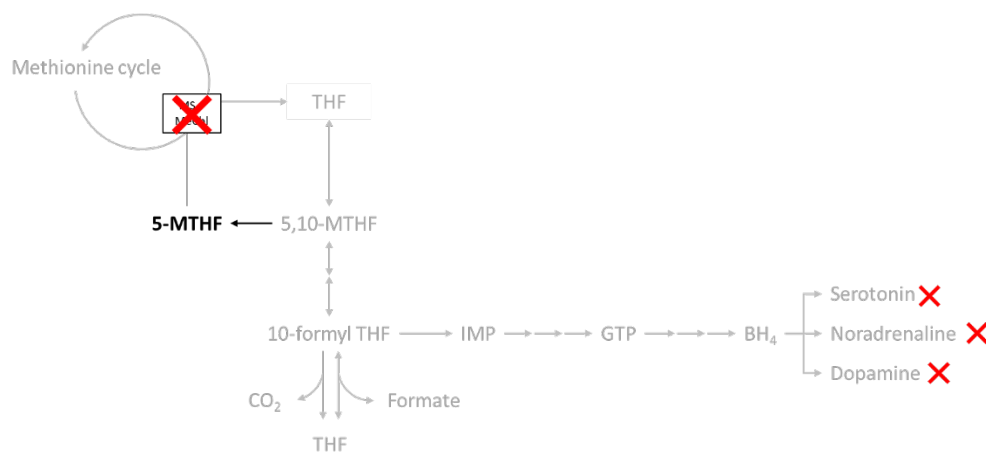 Methionine cycle
THF
5-MTHF
5,10-MTHF
Serotonin
10-formyl THF
IMP
GTP
BH₄
Noradrenaline
Dopamine
CO₂
Formate
THF